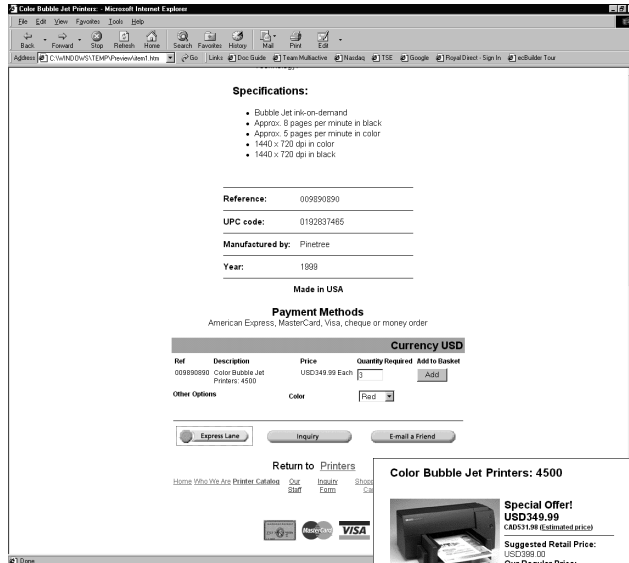 Color Bubble Jet Printers: - Microsoft Internet Explorer
File Edit View Favorites Tools Help
Back Forward Stop Refresh Home Search Favorites History Mail Print Edit
Address C:\WINDOWS\TEMP\Preview\item1.htm Go Links Doc Guide Team Multiactive Nasdaq TSE Google Royal Direct - Sign In ecBuilder Tour
Specifications:
• Bubble Jet ink-on-demand
• Approx. 8 pages per minute in black
• Approx. 5 pages per minute in color
• 1440 x 720 dpi in color
• 1440 x 720 dpi in black
Reference: 009890890
UPC code: 0192837465
Manufactured by: Pinetree
Year: 1999
Made in USA
Payment Methods
American Express, MasterCard, Visa, cheque or money order
Currency USD
Ref Description Price Quantity Required Add to Basket
009890890 Color Bubble Jet USD349.99 Each 3 Add
Printers: 4500
Other Options Color Red
Express Lane Inquiry E-mail a Friend
Return to Printers
Home Who We Are Printer Catalog Our Inquiry
Staff Form
MasterCard VISA
Color Bubble Jet Printers: 4500
Special Offer!
USD349.99
CAD531.98 (Estimated price)
Suggested Retail Price:
USD399.00
Our Regular Price:
Done